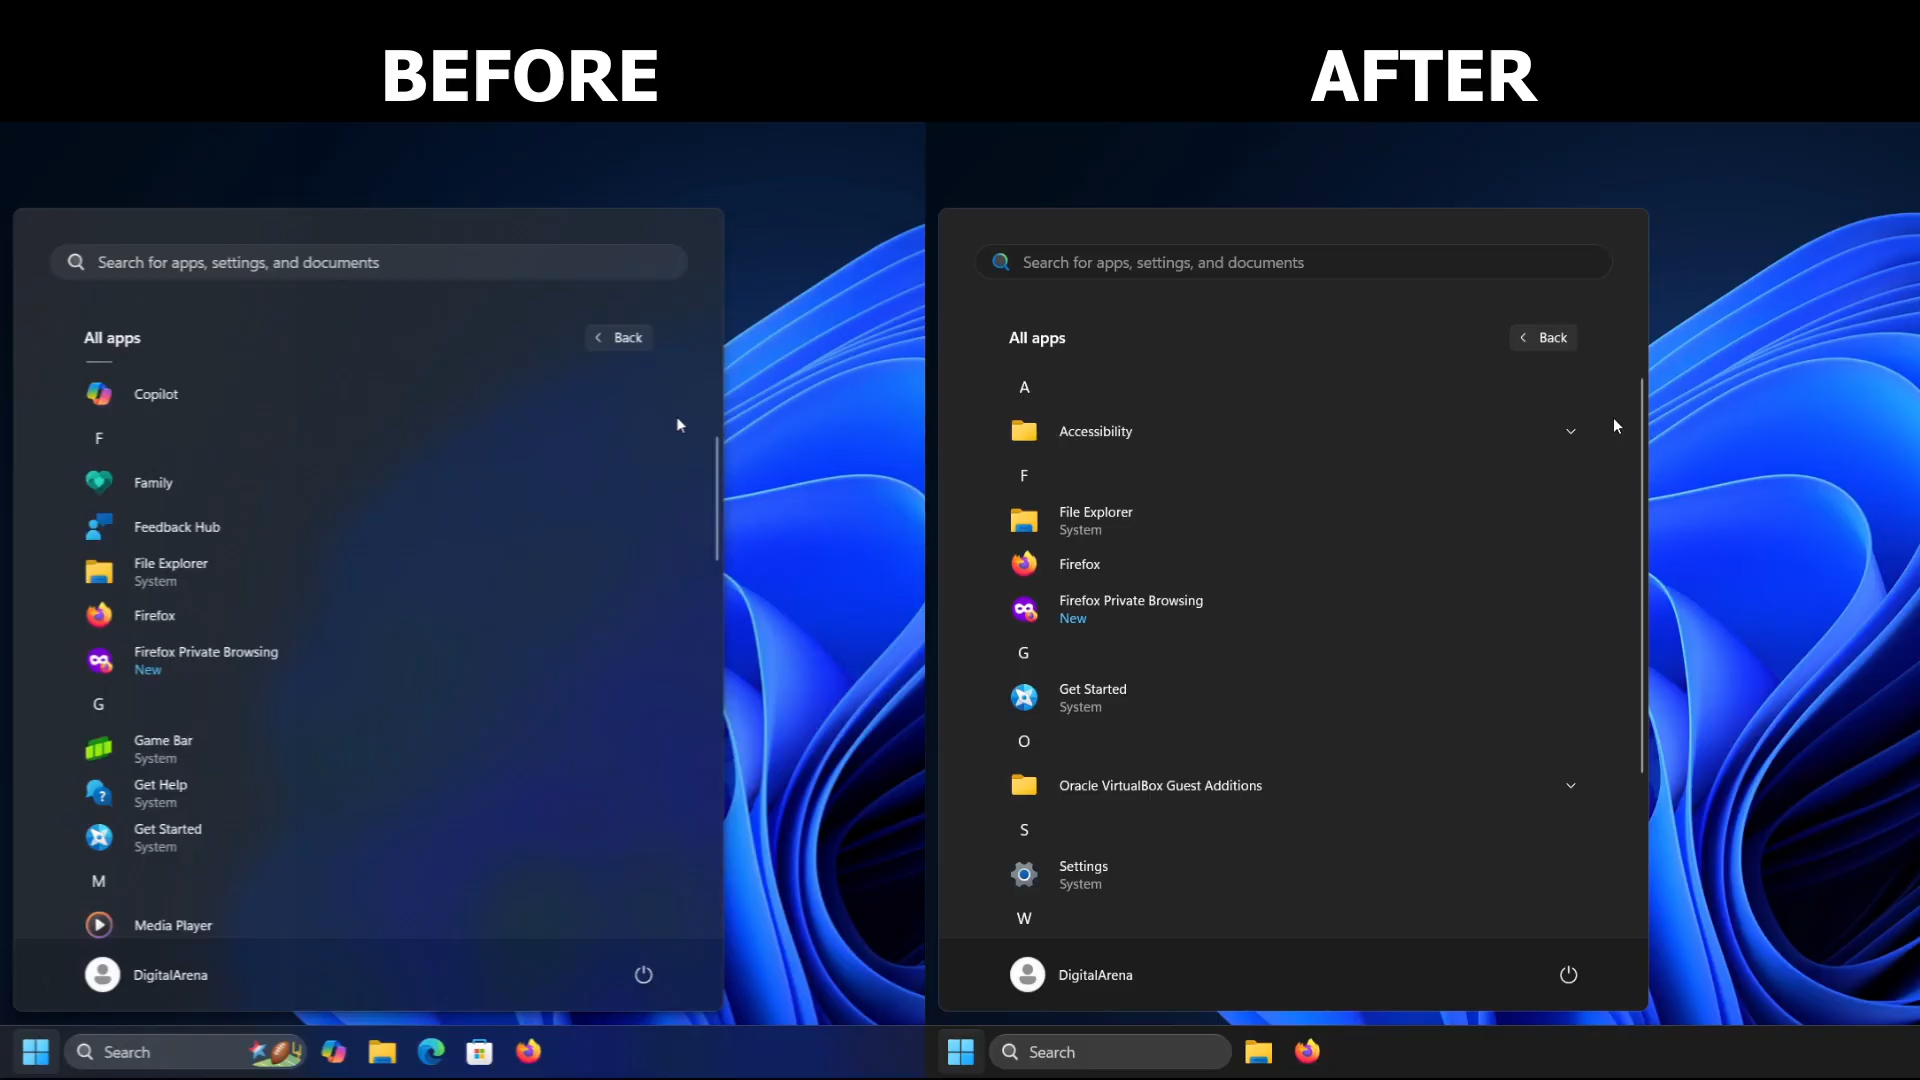 BEFORE
Search for apps, settings, and documents
All apps
Back
Copilot
F
Family
Feedback Hub
File Explorer
System
Firefox
Firefox Private Browsing
New
G
Game Bar
System
Get Help
System
Get Started
System
M
Media Player
DigitalArena
Search
AFTER
Search for apps, settings, and documents
All apps
Back
A
Accessibility
F
File Explorer
System
Firefox
Firefox Private Browsing
New
G
Get Started
System
O
Oracle VirtualBox Guest Additions
S
Settings
System
W
DigitalArena
Search